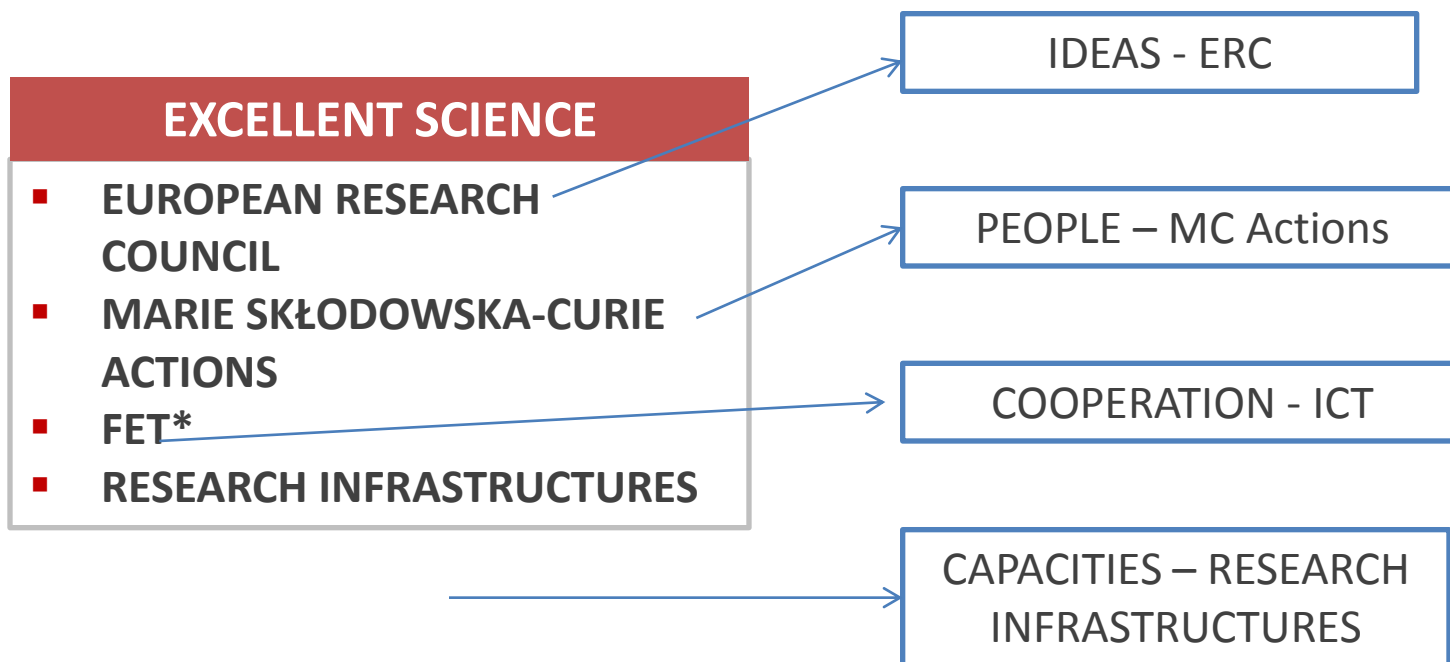 EXCELLENT SCIENCE
▪ EUROPEAN RESEARCH
COUNCIL
▪ MARIE SKŁODOWSKA-CURIE
ACTIONS
▪ FET*
▪ RESEARCH INFRASTRUCTURES
IDEAS - ERC
PEOPLE – MC Actions
COOPERATION - ICT
CAPACITIES – RESEARCH
INFRASTRUCTURES